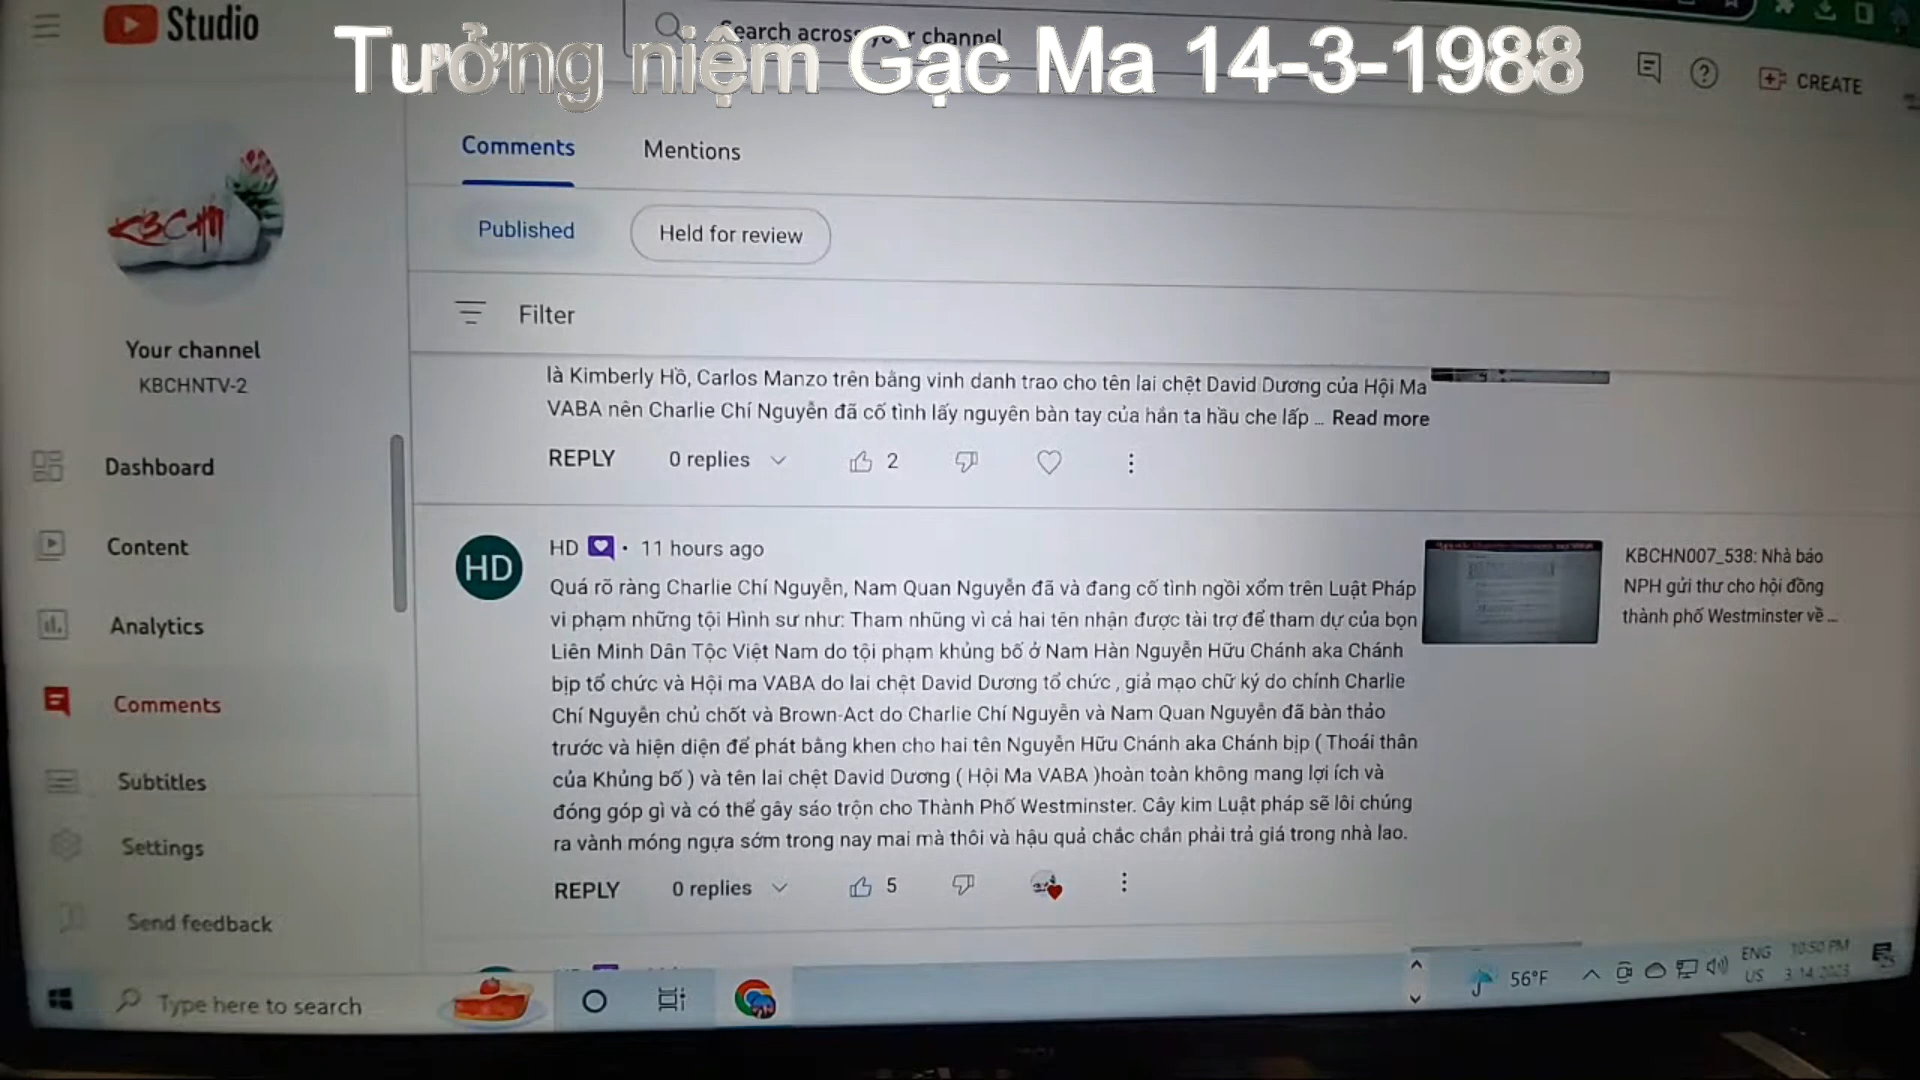 Studio
Search across your channel
Tưởng niệm Gạc Ma 14-3-1988
CREATE
Comments
Mentions
KBCHN
Published
Held for review
Filter
Your channel
KBCHNTV-2
là Kimberly Hồ, Carlos Manzo trên bằng vinh danh trao cho tên lai chệt David Dương của Hội Ma
VABA nên Charlie Chí Nguyễn đã cố tình lấy nguyên bàn tay của hắn ta hầu che lấp ... Read more
REPLY 0 replies 2
Dashboard
Content
Analytics
Comments
Subtitles
Settings
Send feedback
HD
HD • 11 hours ago
Quá rõ ràng Charlie Chí Nguyễn, Nam Quan Nguyễn đã và đang cố tình ngồi xổm trên Luật Pháp
vi phạm những tội Hình sư như: Tham nhũng vì cả hai tên nhận được tài trợ để tham dự của bọn
Liên Minh Dân Tộc Việt Nam do tội phạm khủng bố ở Nam Hàn Nguyễn Hữu Chánh aka Chánh
bịp tổ chức và Hội ma VABA do lai chệt David Dương tổ chức , giả mạo chữ ký do chính Charlie
Chí Nguyễn chủ chốt và Brown-Act do Charlie Chí Nguyễn và Nam Quan Nguyễn đã bàn thảo
trước và hiện diện để phát bằng khen cho hai tên Nguyễn Hữu Chánh aka Chánh bịp ( Thoái thân
của Khủng bố ) và tên lai chệt David Dương ( Hội Ma VABA )hoàn toàn không mang lợi ích và
đóng góp gì và có thể gây sáo trộn cho Thành Phố Westminster. Cây kim Luật pháp sẽ lôi chúng
ra vành móng ngựa sớm trong nay mai mà thôi và hậu quả chắc chắn phải trả giá trong nhà lao.
REPLY 0 replies 5
KBCHN007_538: Nhà báo
NPH gửi thư cho hội đồng
thành phố Westminster về ...
Type here to search
56°F
ENG
US
10:50 PM
3 14 2023